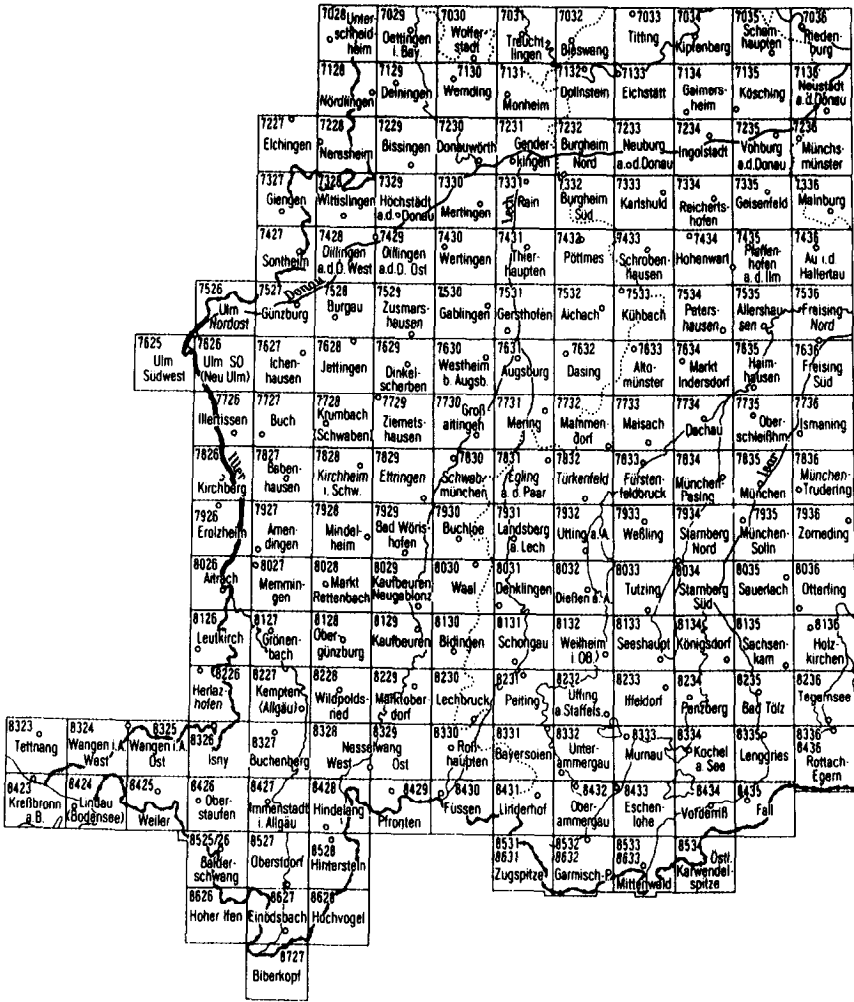 7028 Unter-
scheid-
heim
7029
Oettingen
i. Bay.
7030
Wolfer-
stadt
7031
Treucht-
lingen
7032
Bieswang
7033
Titting
7034
Kipfenberg
7035
Scham-
haupten
7036
Rieden-
burg
7128
Nördlingen
7129
Deiningen
7130
Wemding
7131
Monheim
7132
Dollnstein
7133
Eichstätt
7134
Gaimers-
heim
7135
Kösching
7136
Neustadt
a.d.Donau
7227
Elchingen
7228
Neresheim
7229
Bissingen
7230
Donauwörth
7231
Gender-
kingen
7232
Burgheim
Nord
7233
Neuburg
a.d.Donau
7234
Ingolstadt
7235
Vohburg
a.d.Donau
7236
Münchs-
münster
7327
Giengen
7328
Wittislingen
7329
Höchstädt
a.d. Donau
7330
Mertingen
7331
Rain
Lech
7332
Burgheim
Süd
7333
Karlshuld
7334
Reicherts-
hofen
7335
Geisenfeld
7336
Mainburg
7427
Sontheim
7428
Dillingen
a.d.D. West
7429
Dillingen
a.d.D. Ost
7430
Wertingen
7431
Thier-
haupten
7432
Pöttmes
7433
Schroben-
hausen
7434
Hohenwart
7435
Pfaffen-
hofen
a.d. Ilm
7436
Au i.d
Hallertau
7526
Ulm
Nordost
7527
Donau
Günzburg
7528
Burgau
7529
Zusmars-
hausen
7530
Gablingen
7531
Gersthofen
7532
Aichach
7533
Kühbach
7534
Peters-
hausen
7535
Allershau
sen
7536
Freising
Nord
7625
Ulm
Südwest
7626
Ulm SO
(Neu Ulm)
7627
Ichen-
hausen
7628
Jettingen
7629
Dinkel-
scherben
7630
Westheim
b. Augsb.
7631
Augsburg
7632
Dasing
7633
Alto-
münster
7634
Markt
Indersdorf
7635
Haim-
hausen
7636
Freising
Süd
7726
Illertissen
7727
Buch
7728
Krumbach
(Schwaben)
7729
Ziemets-
hausen
7730 Groß
aitingen
7731
Mering
7732
Mammen-
dorf
7733
Maisach
7734
Dachau
7735
Ober-
schleißhm.
7736
Ismaning
7826
Iller
Kirchberg
7827
Baben-
hausen
7828
Kirchheim
i. Schw.
7829
Ettringen
7830
Schwab-
münchen
7831
Egling
a. d. Paar
7832
Türkenfeld
7833
Fürsten-
feldbruck
7834
München-
Pasing
7835
Isar
München
7836
München-
Trudering
7926
Erolzheim
7927
Amen-
dingen
7928
Mindel-
heim
7929
Bad Wöris-
hofen
7930
Buchloe
7931
Landsberg
a. Lech
7932
Utting a. A.
7933
Weßling
7934
Starnberg
Nord
7935
München-
Solln
7936
Zorneding
8026
Aitrach
8027
Memmin-
gen
8028
Markt
Rettenbach
8029
Kaufbeuren
Neugablonz
8030
Waal
8031
Denklingen
8032
Dießen a. A.
8033
Tutzing
8034
Starnberg
Süd
8035
Sauerlach
8036
Otterfing
8126
Leutkirch
8127
Grönen-
bach
8128
Ober-
günzburg
8129
Kaufbeuren
8130
Bidingen
8131
Schongau
8132
Weilheim
i. OB.
8133
Seeshaupt
8134
Königsdorf
8135
Sachsen-
kam
8136
Holz-
kirchen
8226
Herlaz-
hofen
8227
Kempten
(Allgäu)
8228
Wildpolds-
ried
8229
Marktober
dorf
8230
Lechbruck
8231
Peiting
8232
Uffing
a Staffels.
8233
Iffeldorf
8234
Penzberg
8235
Bad Tölz
8236
Tegernsee
8323
Tettnang
8324
Wangen i.A
West
8325
Wangen i.A.
Ost
8326
Isny
8327
Buchenberg
8328
Nesselwang
West
8329
Ost
8330
Roß-
haupten
8331
Bayersoien
8332
Unter-
ammergau
8333
Murnau
8334
Kochel
a See
8335
Lenggries
8336
8436
Rottach-
Egern
8423
Kreßbronn
a.B.
8424
Lindau
(Bodensee)
8425
Weiler
8426
Ober-
staufen
8427
Immenstadt
i. Allgäu
8428
Hindelang
8429
Pfronten
8430
Füssen
8431
Linderhof
8432
Ober-
ammergau
8433
Eschen-
lohe
8434
Vorderriß
8435
Fall
8525/26
Balder-
schwang
8527
Oberstdorf
8528
Hinterstein
8531
8631
Zugspitze
8532
8632
Garmisch-P.
8533
8633
Mittenwald
8534
Östl.
Karwendel-
spitze
8626
Hoher Ifen
8627
Einödsbach
8628
Hochvogel
8727
Biberkopf